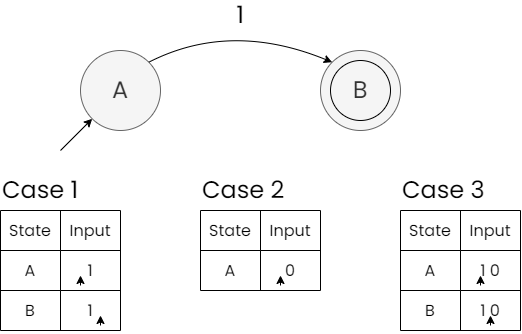 1
A B
Case 1 Case 2 Case 3
State Input State Input State Input
A 1 A 0 A 10
B 1 B 10